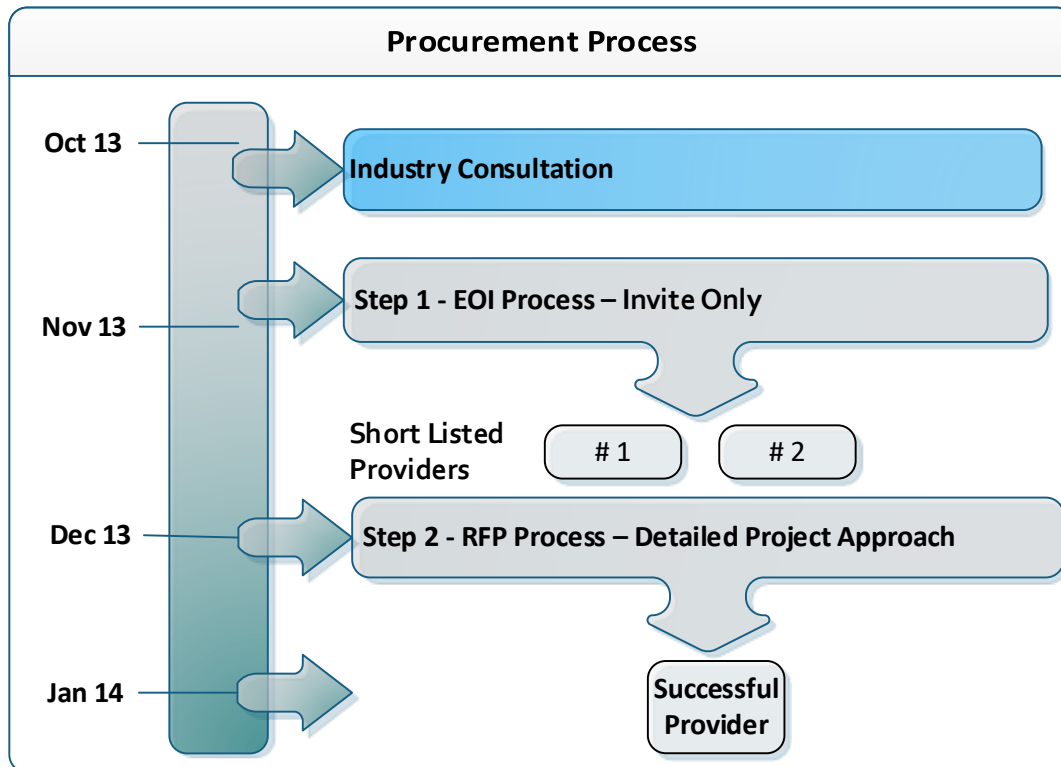 Procurement Process
Oct 13
Industry Consultation
Step 1 - EOI Process – Invite Only
Nov 13
Short Listed
Providers
# 1
# 2
Dec 13
Step 2 - RFP Process – Detailed Project Approach
Jan 14
Successful
Provider